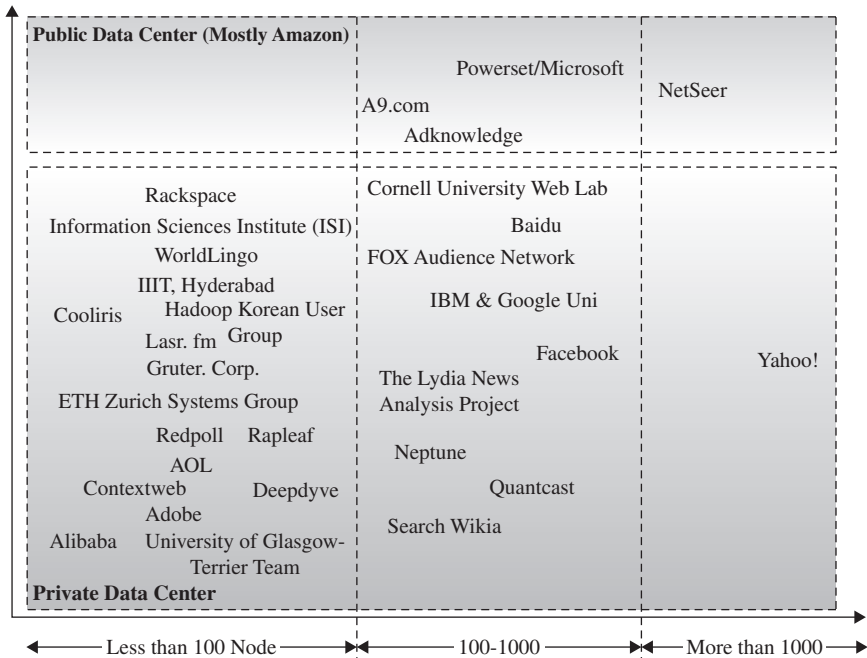 Public Data Center (Mostly Amazon)
Powerset/Microsoft
NetSeer
A9.com
Adknowledge
Rackspace
Cornell University Web Lab
Information Sciences Institute (ISI)
Baidu
WorldLingo
FOX Audience Network
IIIT, Hyderabad
Cooliris
Hadoop Korean User
Group
IBM & Google Uni
Lasr. fm
Facebook
Yahoo!
Gruter. Corp.
The Lydia News
Analysis Project
ETH Zurich Systems Group
Redpoll
Rapleaf
Neptune
AOL
Contextweb
Deepdyve
Quantcast
Adobe
Search Wikia
Alibaba
University of Glasgow-
Terrier Team
Private Data Center
Less than 100 Node
100-1000
More than 1000